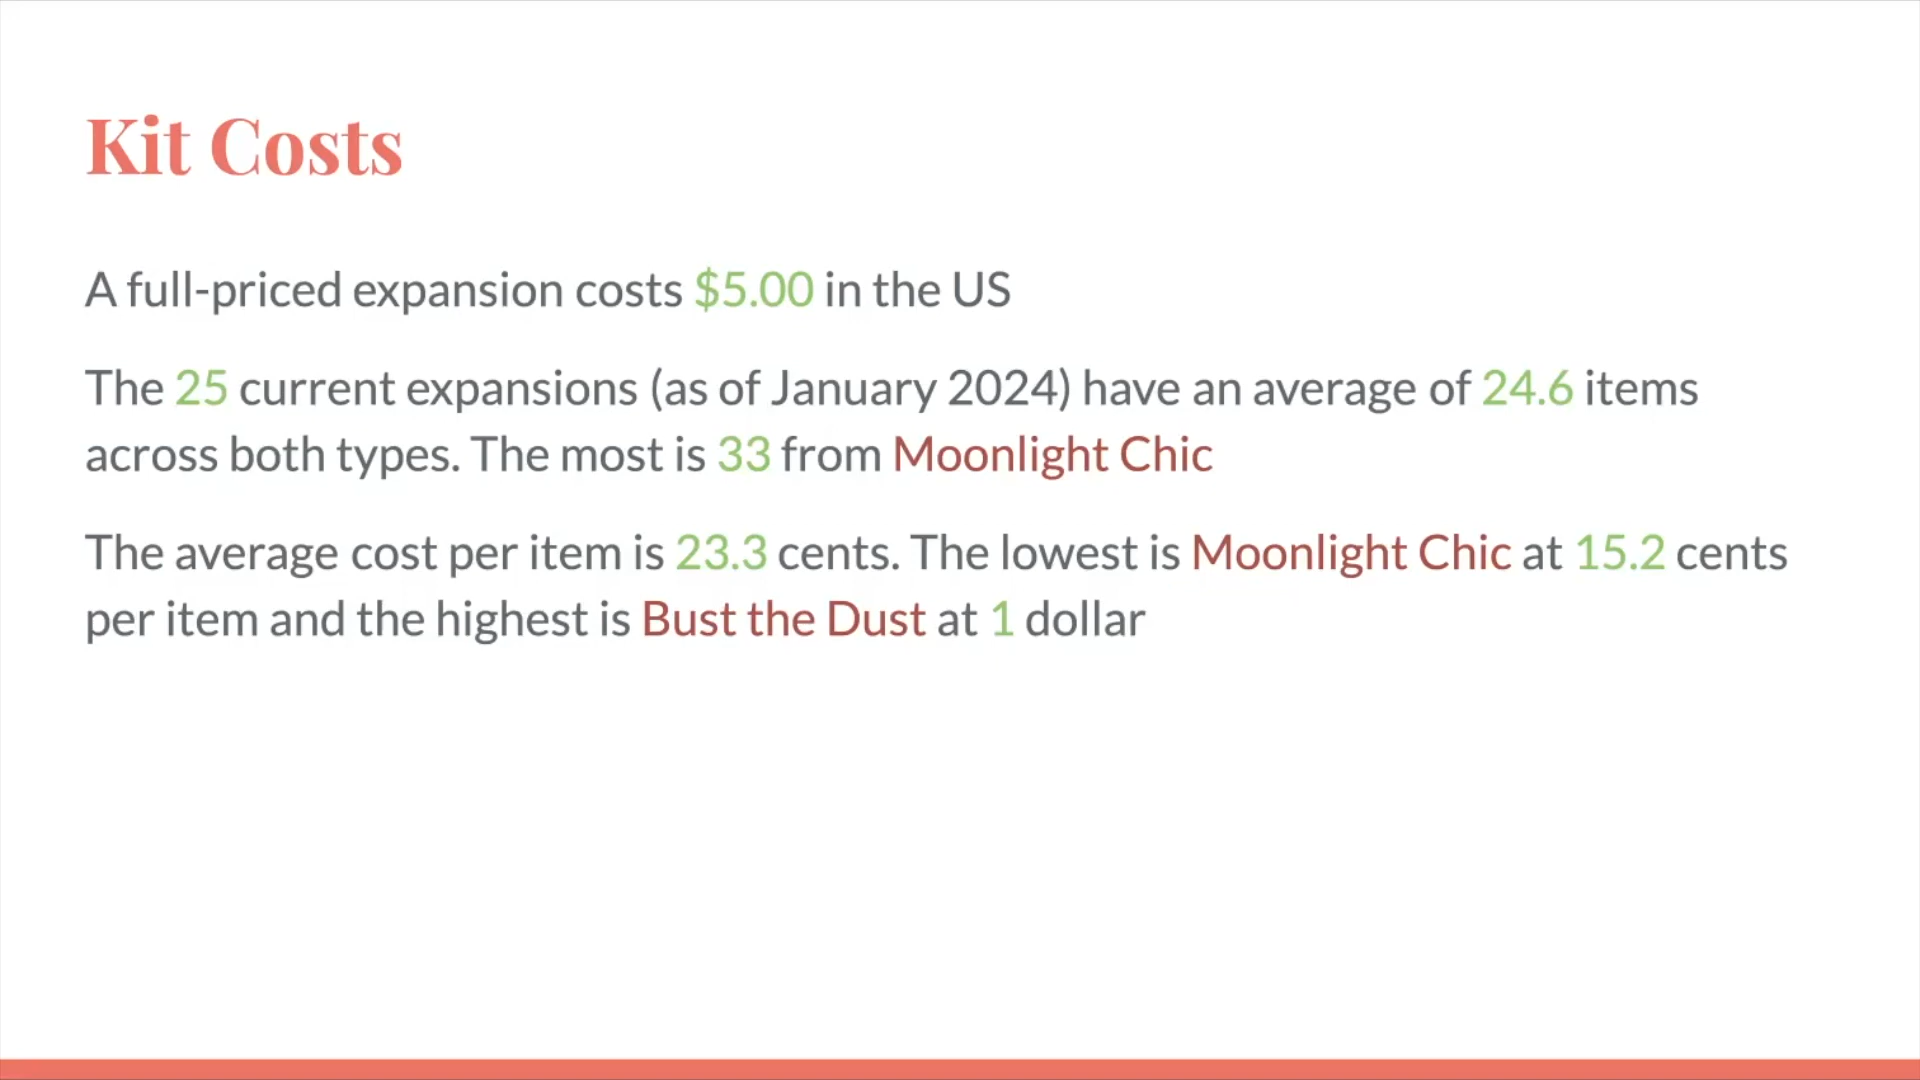 Kit Costs
A full-priced expansion costs $5.00 in the US
The 25 current expansions (as of January 2024) have an average of 24.6 items
across both types. The most is 33 from Moonlight Chic
The average cost per item is 23.3 cents. The lowest is Moonlight Chic at 15.2 cents
per item and the highest is Bust the Dust at 1 dollar